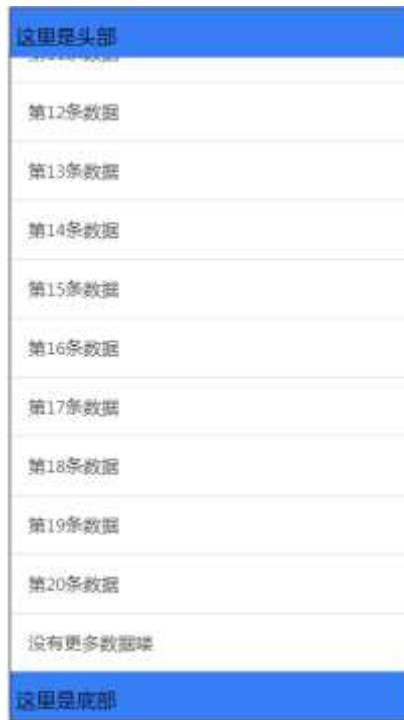 这里是头部
第12条数据
第13条数据
第14条数据
第15条数据
第16条数据
第17条数据
第18条数据
第19条数据
第20条数据
没有更多数据喽
这里是底部